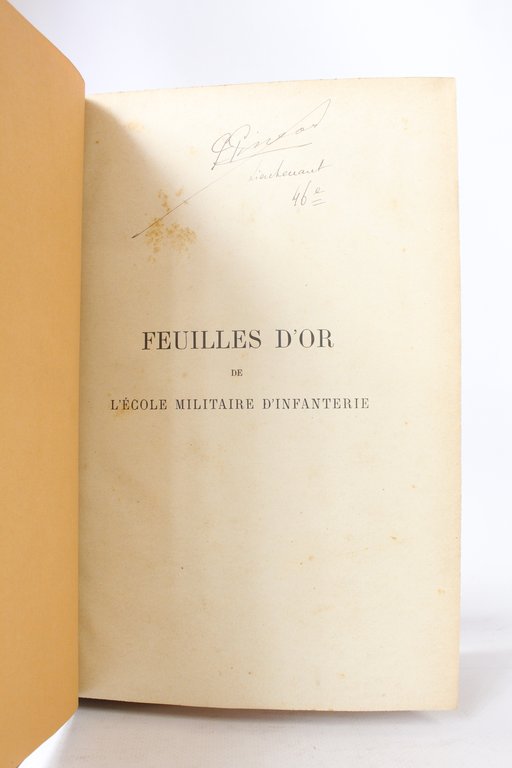 Lieutenant
46e
FEUILLES D'OR
DE
L'ÉCOLE MILITAIRE D'INFANTERIE